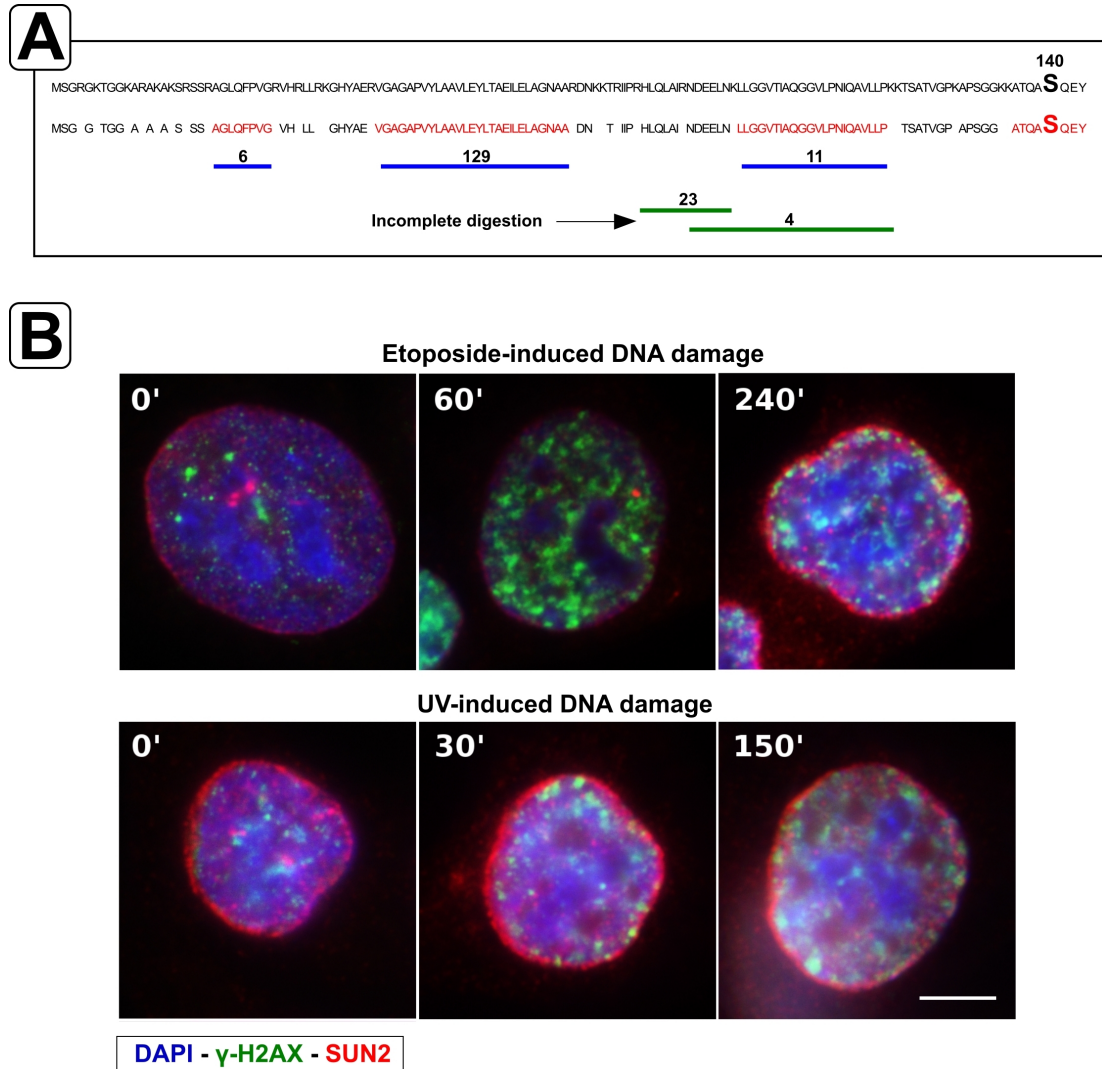 A
140
MSGRGKTGGKARAKAKSRSSRAGLQFPVGRVHRLLRKGHYAERVGAGAPVYLAAVLEYLTAEILELAGNAARDNKKTRIIPRHLQLAIRNDEELNKLLGGVTIAQGGVLPNIQAVLLPKKTSATVGPKAPSGGKKATQASQEY
MSG G TGG A A A S SS AGLQFPVG VH LL GHYAE VGAGAPVYLAAVLEYLTAEILELAGNAA DN T IIP HLQLAI NDEELN LLGGVTIAQGGVLPNIQAVLLP TSATVGP APSGG ATQASQEY
6 129 11
23
Incomplete digestion 4
B
Etoposide-induced DNA damage
0' 60' 240'
UV-induced DNA damage
0' 30' 150'
DAPI - γ-H2AX - SUN2